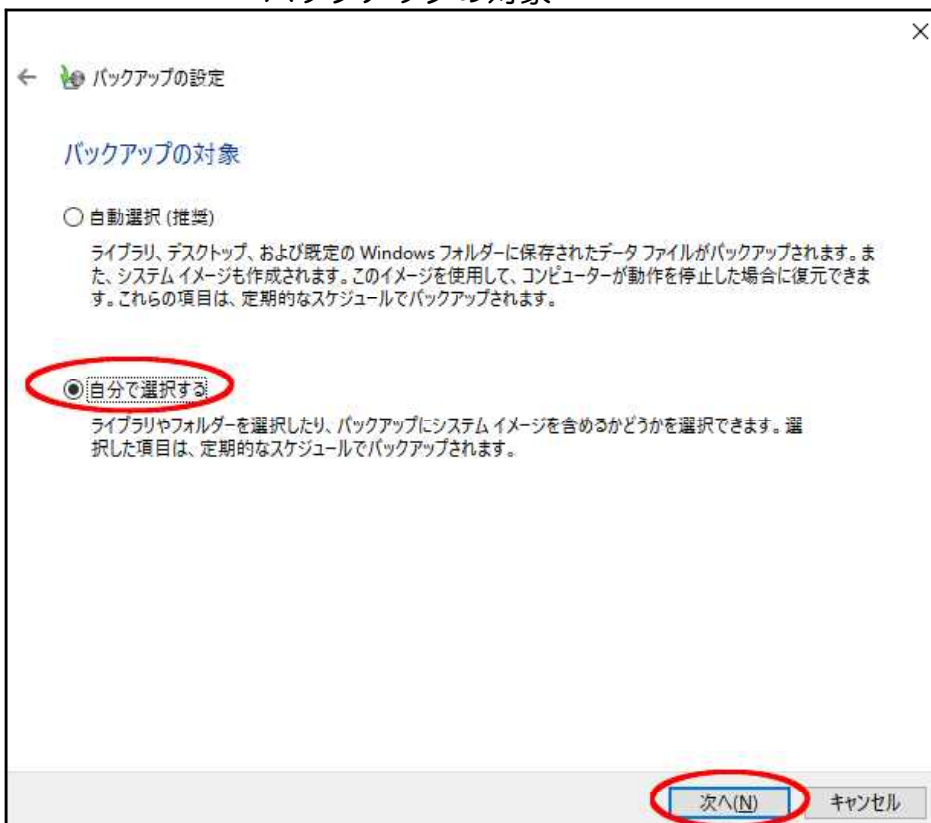 バックアップの対象
バックアップの設定
バックアップの対象
自動選択 (推奨)
ライブラリ、デスクトップ、および既定の Windows フォルダーに保存されたデータ ファイルがバックアップされます。ま
た、システム イメージも作成されます。このイメージを使用して、コンピューターが動作を停止した場合に復元できま
す。これらの項目は、定期的なスケジュールでバックアップされます。
自分で選択する
ライブラリやフォルダーを選択したり、バックアップにシステム イメージを含めるかどうかを選択できます。選
択した項目は、定期的なスケジュールでバックアップされます。
次へ(N) キャンセル